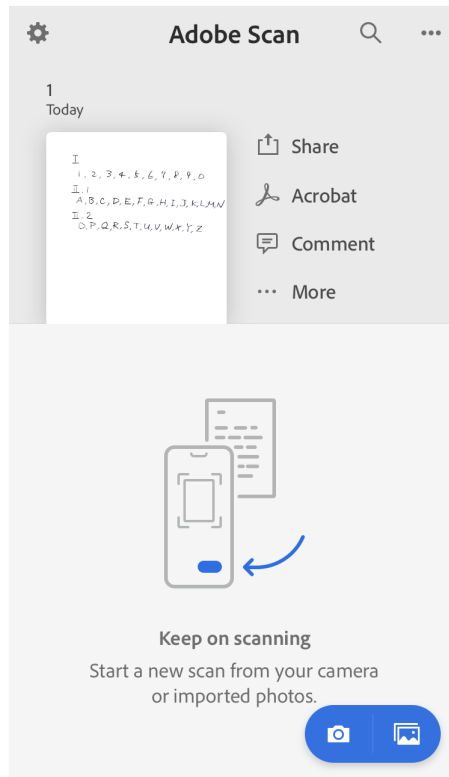 Adobe Scan
1
Today
I
1, 2, 3, 4, 5, 6, 7, 8, 9, 0
II. 1
A, B, C, D, E, F, G, H, I, J, K, L, M, N
II. 2
O, P, Q, R, S, T, U, V, W, X, Y, Z
Share
Acrobat
Comment
More
Keep on scanning
Start a new scan from your camera
or imported photos.